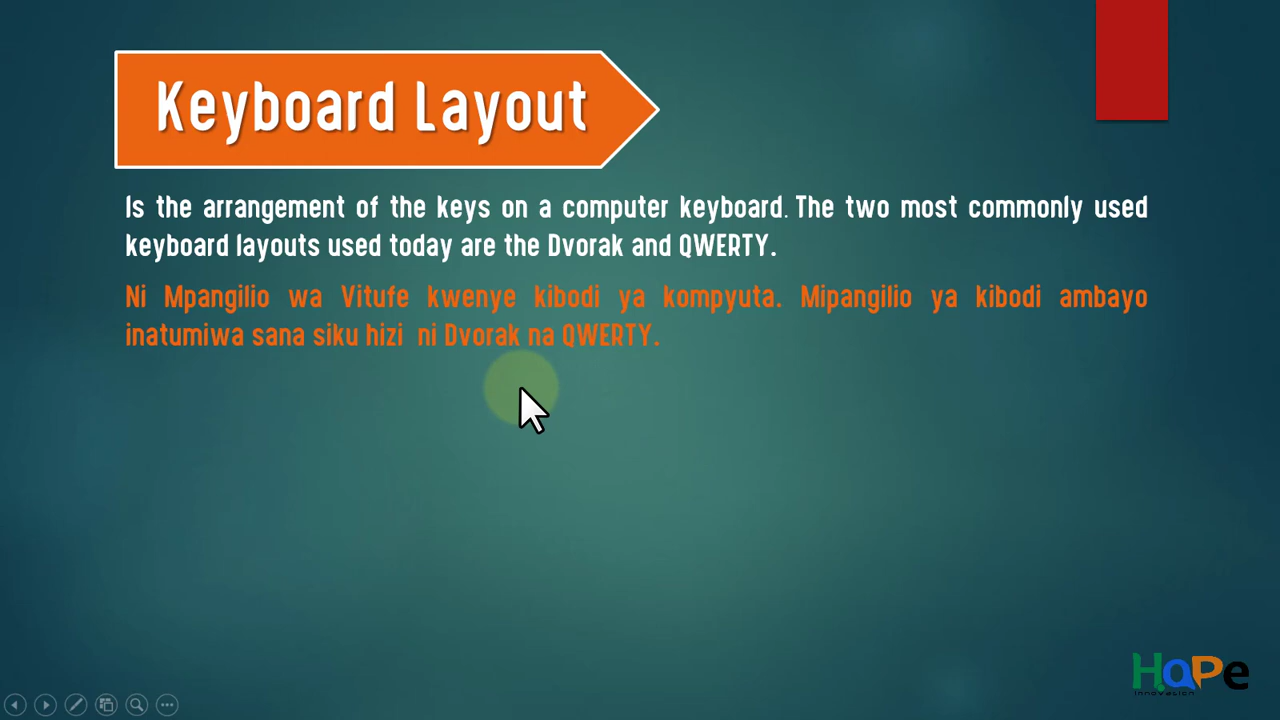 Keyboard Layout
Is the arrangement of the keys on a computer keyboard. The two most commonly used
keyboard layouts used today are the Dvorak and QWERTY.
Ni Mpangilio wa Vitufe kwenye kibodi ya kompyuta. Mipangilio ya kibodi ambayo
inatumiwa sana siku hizi ni Dvorak na QWERTY.
HaPe
Innovation